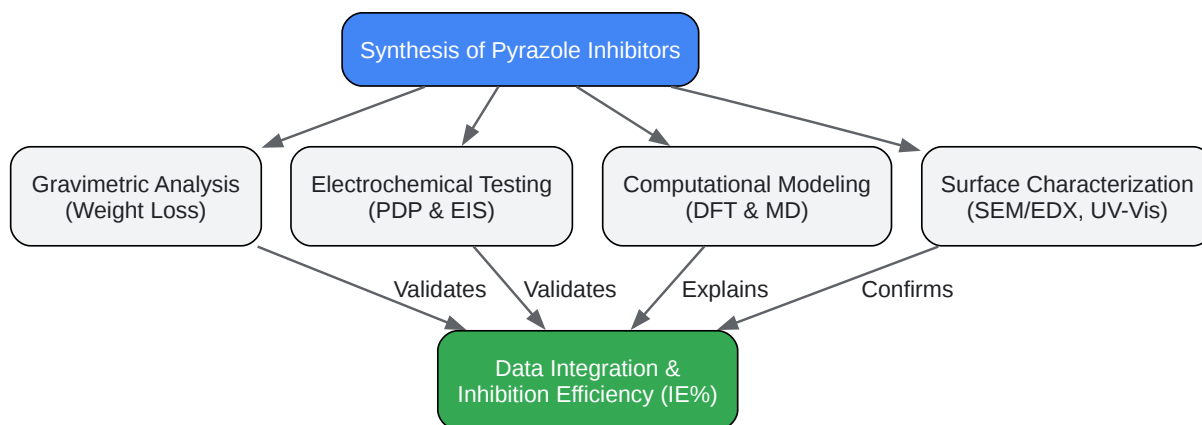 Synthesis of Pyrazole Inhibitors
Gravimetric Analysis
(Weight Loss)
Electrochemical Testing
(PDP & EIS)
Computational Modeling
(DFT & MD)
Surface Characterization
(SEM/EDX, UV-Vis)
Validates
Validates
Explains
Confirms
Data Integration &
Inhibition Efficiency (IE%)